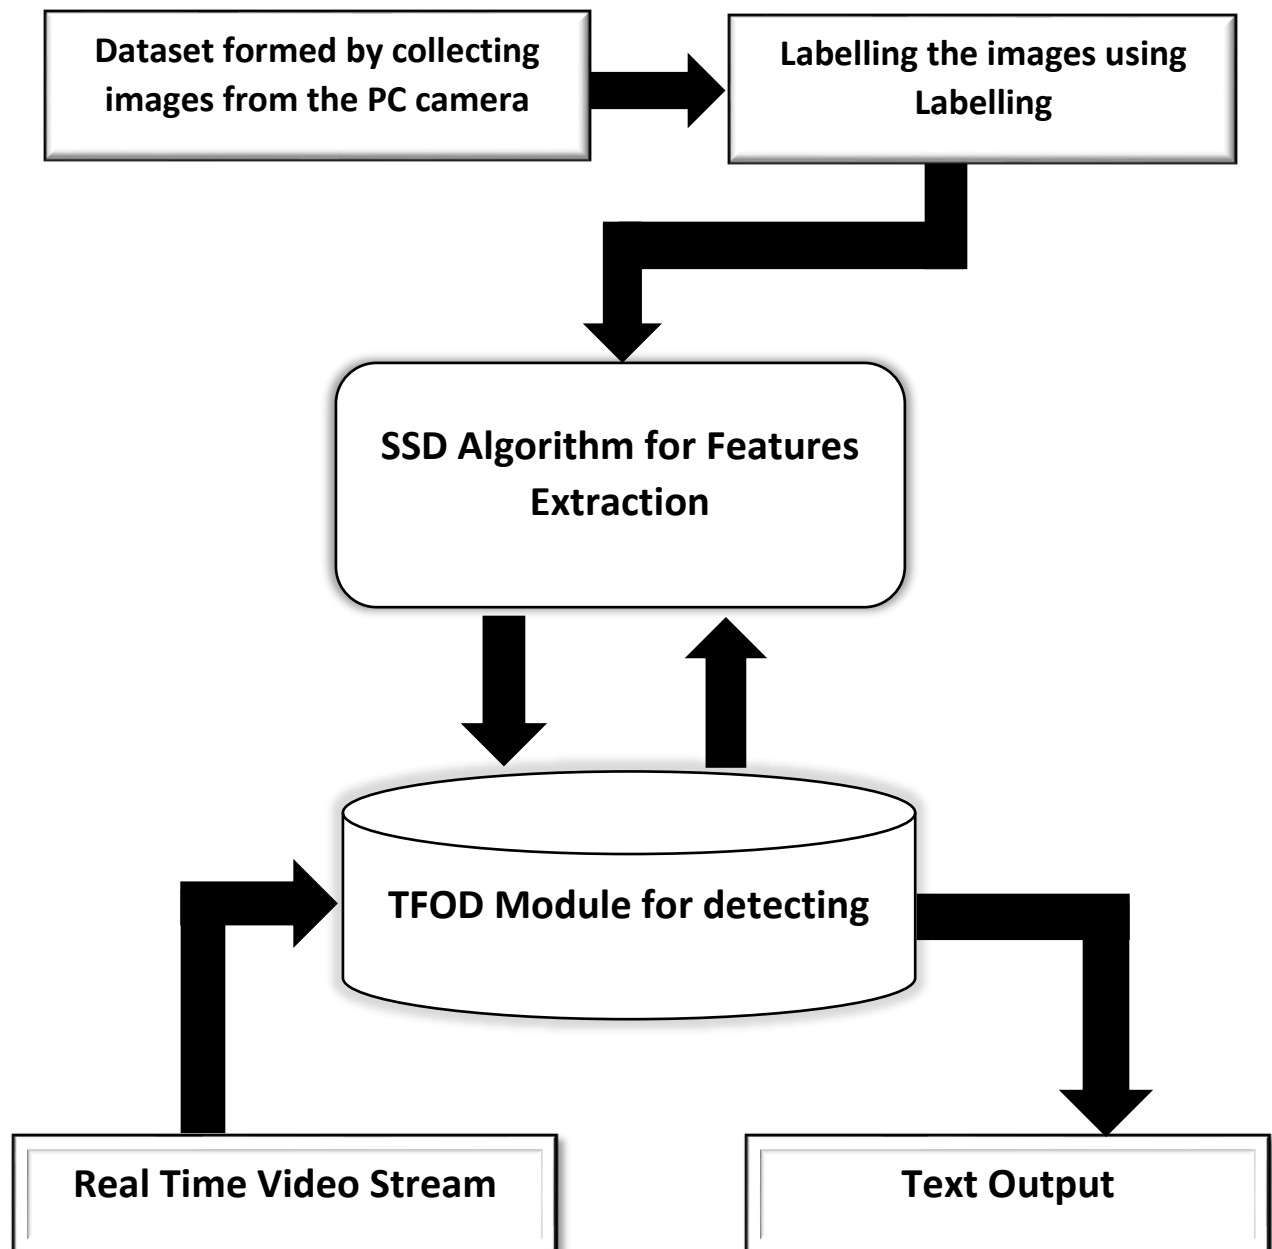 Dataset formed by collecting
images from the PC camera
Labelling the images using
Labelling
SSD Algorithm for Features
Extraction
TFOD Module for detecting
Real Time Video Stream
Text Output